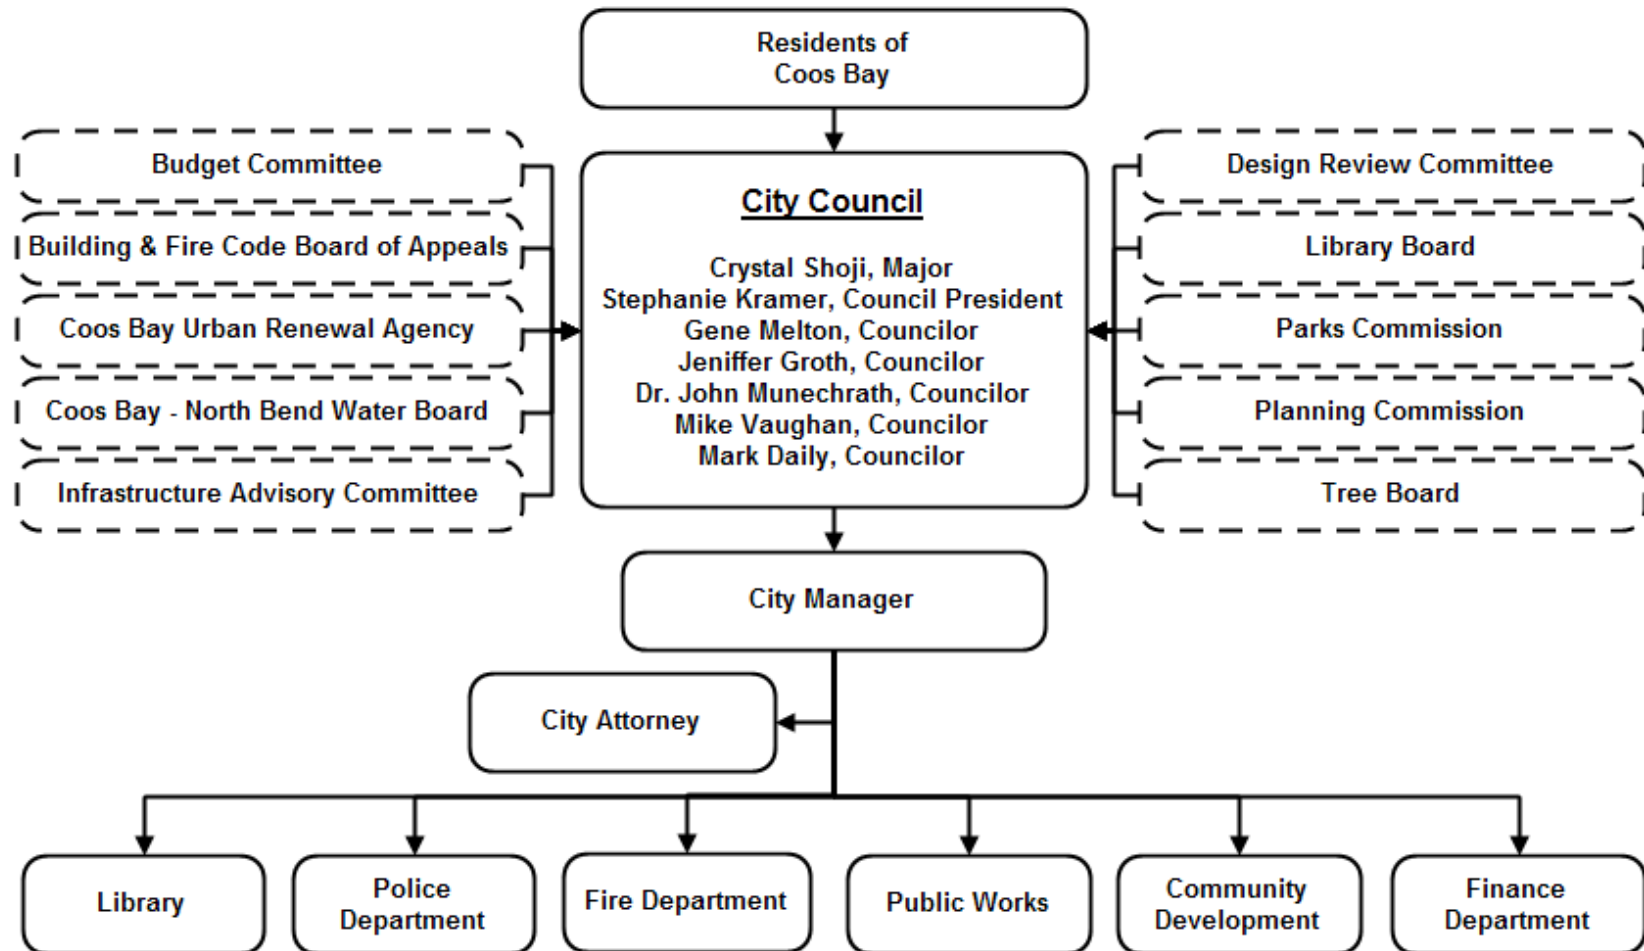 Residents of
Coos Bay
Budget Committee
Building & Fire Code Board of Appeals
Coos Bay Urban Renewal Agency
Coos Bay - North Bend Water Board
Infrastructure Advisory Committee
City Council
Crystal Shoji, Major
Stephanie Kramer, Council President
Gene Melton, Councilor
Jeniffer Groth, Councilor
Dr. John Munechrath, Councilor
Mike Vaughan, Councilor
Mark Daily, Councilor
Design Review Committee
Library Board
Parks Commission
Planning Commission
Tree Board
City Manager
City Attorney
Library
Police
Department
Fire Department
Public Works
Community
Development
Finance
Department